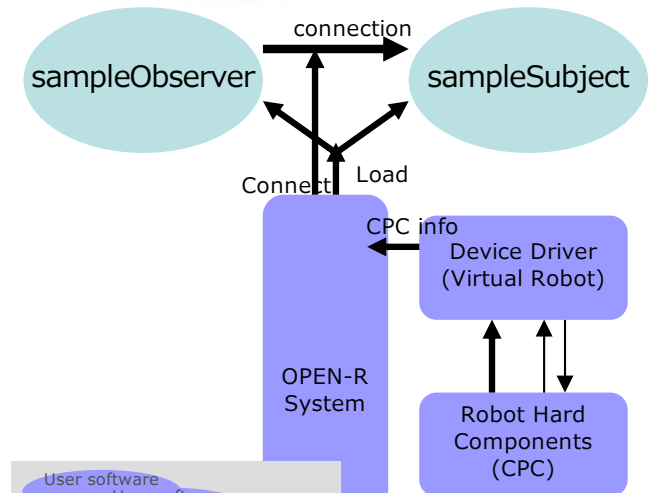 connection
sampleObserver
sampleSubject
Connect
Load
CPC info
Device Driver
(Virtual Robot)
OPEN-R
System
Robot Hard
Components
(CPC)
User software